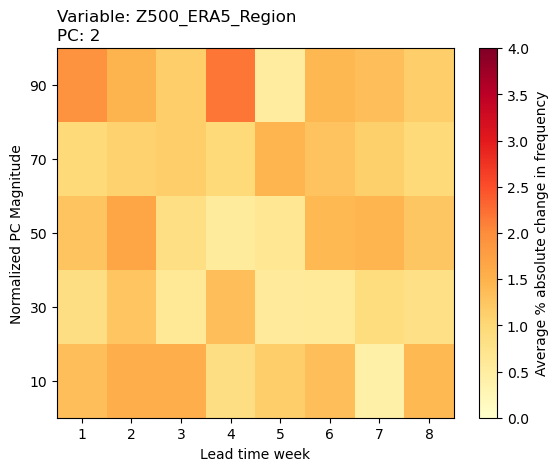 Variable: Z500_ERA5_Region
PC: 2
4.0
3.5
3.0
2.5
2.0
1.5
1.0
0.5
0.0
Average % absolute change in frequency
Normalized PC Magnitude
90
70
50
30
10
1 2 3 4 5 6 7 8
Lead time week